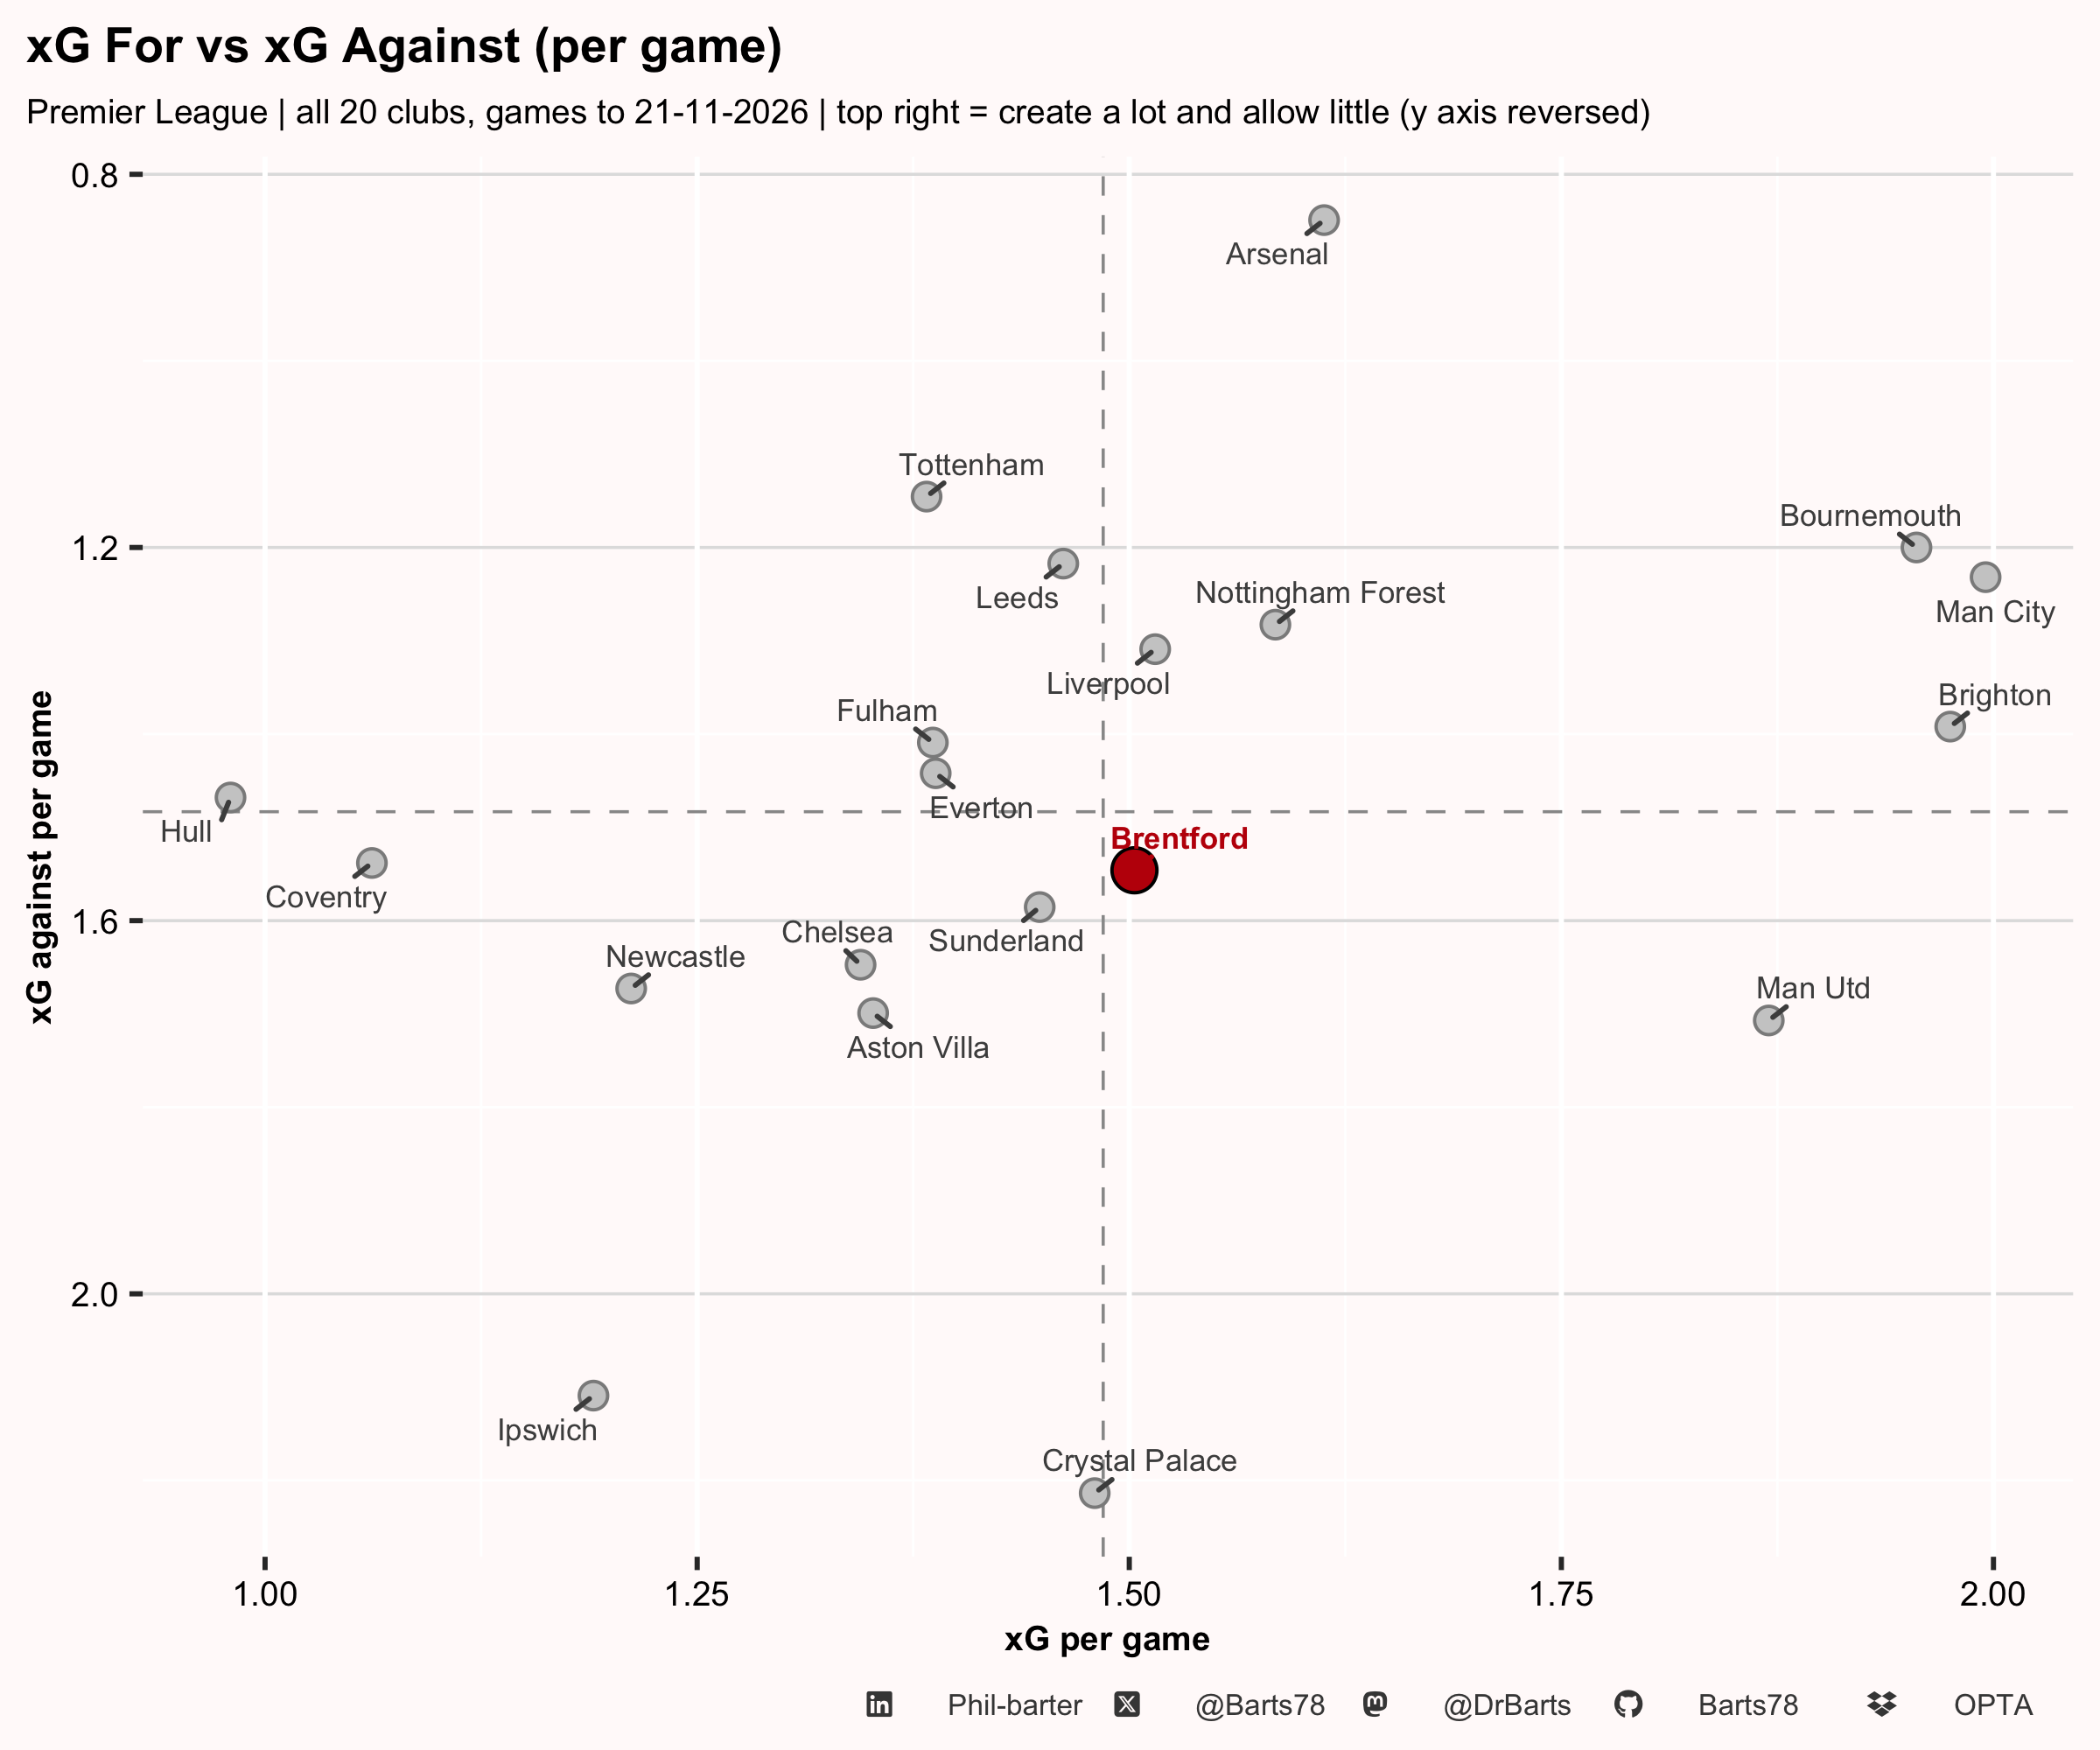 xG For vs xG Against (per game)
Premier League | all 20 clubs, games to 21-11-2026 | top right = create a lot and allow little (y axis reversed)
0.8
Arsenal
Tottenham
Bournemouth
1.2
Leeds
Nottingham Forest
Man City
Liverpool
Brighton
Fulham
Everton
Hull
Brentford
Coventry
1.6
Chelsea
Sunderland
Newcastle
Man Utd
Aston Villa
xG against per game
2.0
Ipswich
Crystal Palace
1.00 1.25 1.50 1.75 2.00
xG per game
Phil-barter @Barts78 @DrBarts Barts78 OPTA